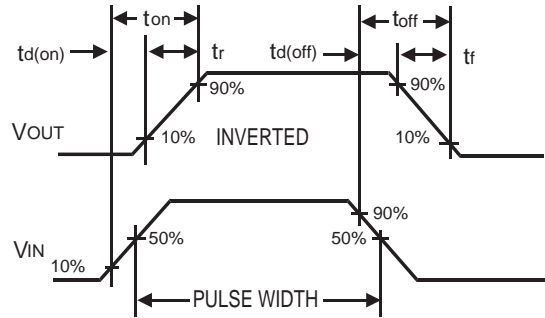 ton toff
td(on) tr td(off) tf
90% 90%
VOUT 10% INVERTED 10%
90%
VIN 50% 50%
10%
PULSE WIDTH